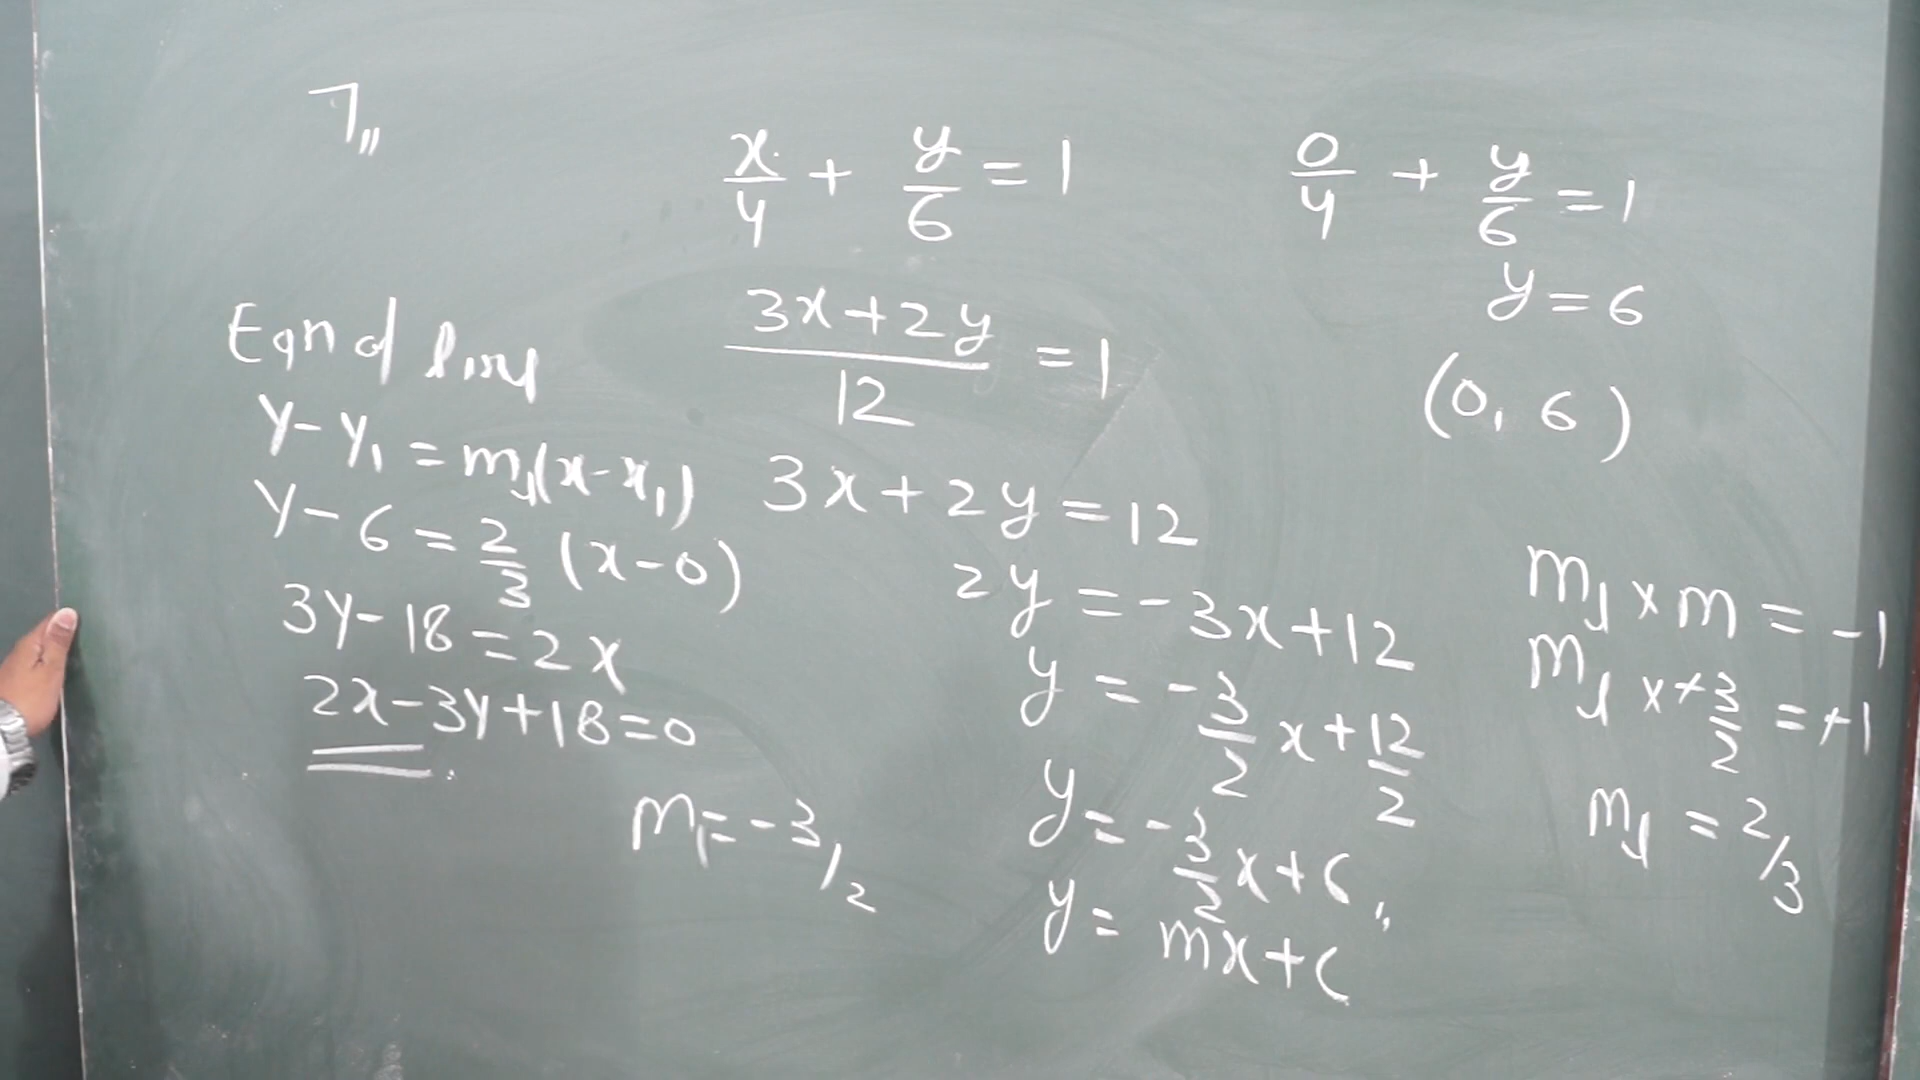 7,,
x/4 + y/6 = 1
(3x+2y)/12 = 1
3x+2y=12
2y=-3x+12
y=-3/2 x+12/2
y=-3/2 x+6,,
y=mx+c
0/4 + y/6 = 1
y=6
(0, 6)
m1 x m = -1
m1 x +3/2 = +1
m1 = 2/3
m1 = -3/2
Eqn of line
y-y1=m1(x-x1)
y-6=2/3 (x-0)
3y-18=2x
2x-3y+18=0